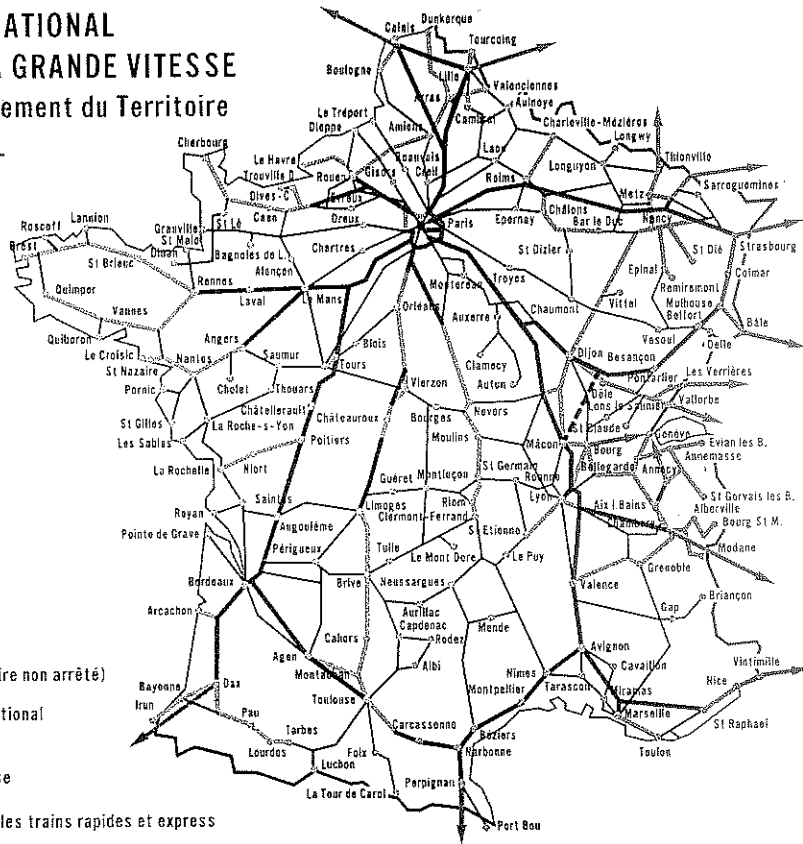 ATIONAL
GRANDE VITESSE
ement du Territoire
Dunkerque
Calais
Tourcoing
Boulogne
Lille
Valenciennes
Arras
Aulnoye
Cambrai
Le Tréport
Dieppe
Amiens
Charleville-Mézières
Longwy
Cherbourg
Laon
Thionville
Le Havre
Rouen
Beauvais
Longuyon
Trouville D.
Gisors
Creil
Reims
Metz
Sarreguemines
Dives-C
Evreux
Châlons
Lannion
Caen
Dreux
Paris
Epernay
Bar le Duc
Nancy
Roscoff
Granville
St Lô
Strasbourg
Brest
St Malo
Bagnoles de L.
Chartres
St Dizier
St Dié
Dinan
St Brieuc
Alençon
Troyes
Epinal
Colmar
Rennes
Montereau
Remiremont
Quimper
Laval
Le Mans
Chaumont
Vittel
Mulhouse
Vannes
Orléans
Auxerre
Belfort
Angers
Blois
Vesoul
Bâle
Quiberon
Delle
Le Croisic
Nantes
Saumur
Clamecy
Dijon
Besançon
St Nazaire
Tours
Vierzon
Autun
Pontarlier
Les Verrières
Pornic
Cholet
Thouars
Dôle
Châtellerault
Nevers
Lons le Saunier
Vallorbe
St Gilles
La Roche-s-Yon
Châteauroux
Bourges
St Claude
Les Sables
Poitiers
Moulins
Mâcon
Genève
Evian les B.
Bourg
Annemasse
La Rochelle
Niort
St Germain
Bellegarde
Guéret
Montluçon
Roanne
Annecy
Saintes
Lyon
St Gervais les B.
Royan
Limoges
Riom
Aix l. Bains
Alberville
Angoulême
Clermont-Ferrand
Chambéry
Bourg St M.
Pointe de Grave
St Etienne
Périgueux
Tulle
Le Mont Dore
Le Puy
Modane
Grenoble
Bordeaux
Brive
Neussargues
Valence
Briançon
Arcachon
Aurillac
Gap
Capdenac
Cahors
Rodez
Mende
Avignon
ire non arrêté)
Agen
Albi
Nîmes
Cavaillon
Vintimille
Bayonne
Dax
Montauban
Tarascon
Nice
tional
Irun
Toulouse
Montpellier
Miramas
Pau
Carcassonne
Marseille
St Raphael
Tarbes
Béziers
Lourdes
Foix
Narbonne
Toulon
Luchon
se
La Tour de Carol
Perpignan
les trains rapides et express
Port Bou